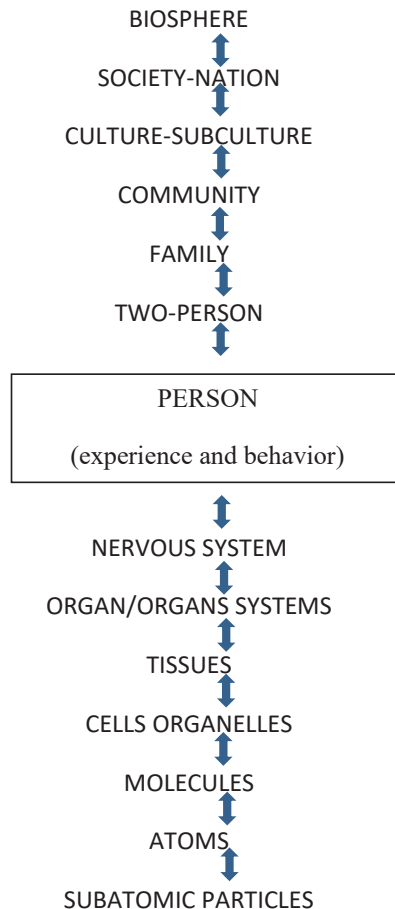 BIOSPHERE
SOCIETY-NATION
CULTURE-SUBCULTURE
COMMUNITY
FAMILY
TWO-PERSON
PERSON
(experience and behavior)
NERVOUS SYSTEM
ORGAN/ORGANS SYSTEMS
TISSUES
CELLS ORGANELLES
MOLECULES
ATOMS
SUBATOMIC PARTICLES